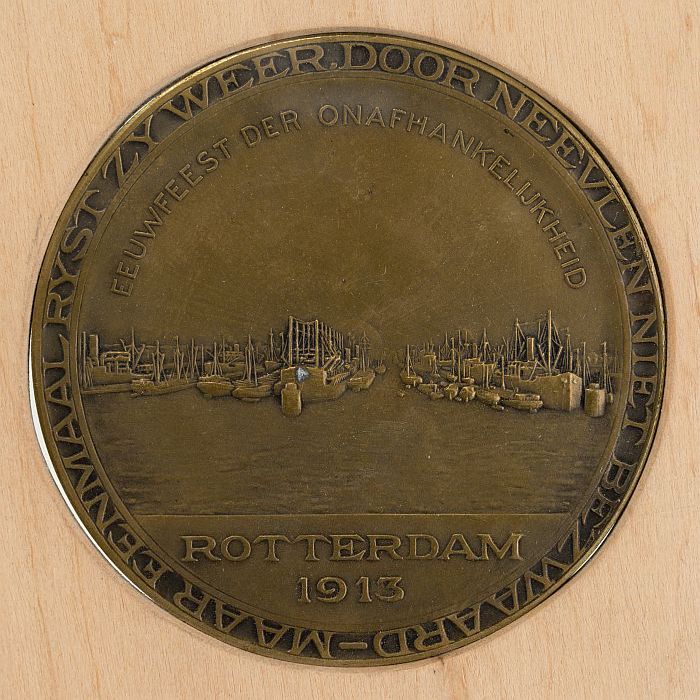 MAAR EENMAAL RYST ZY WEER, DOOR NEEVLEN NIET BEZWAARD –
EEUWFEEST DER ONAFHANKELIJKHEID
ROTTERDAM
1913